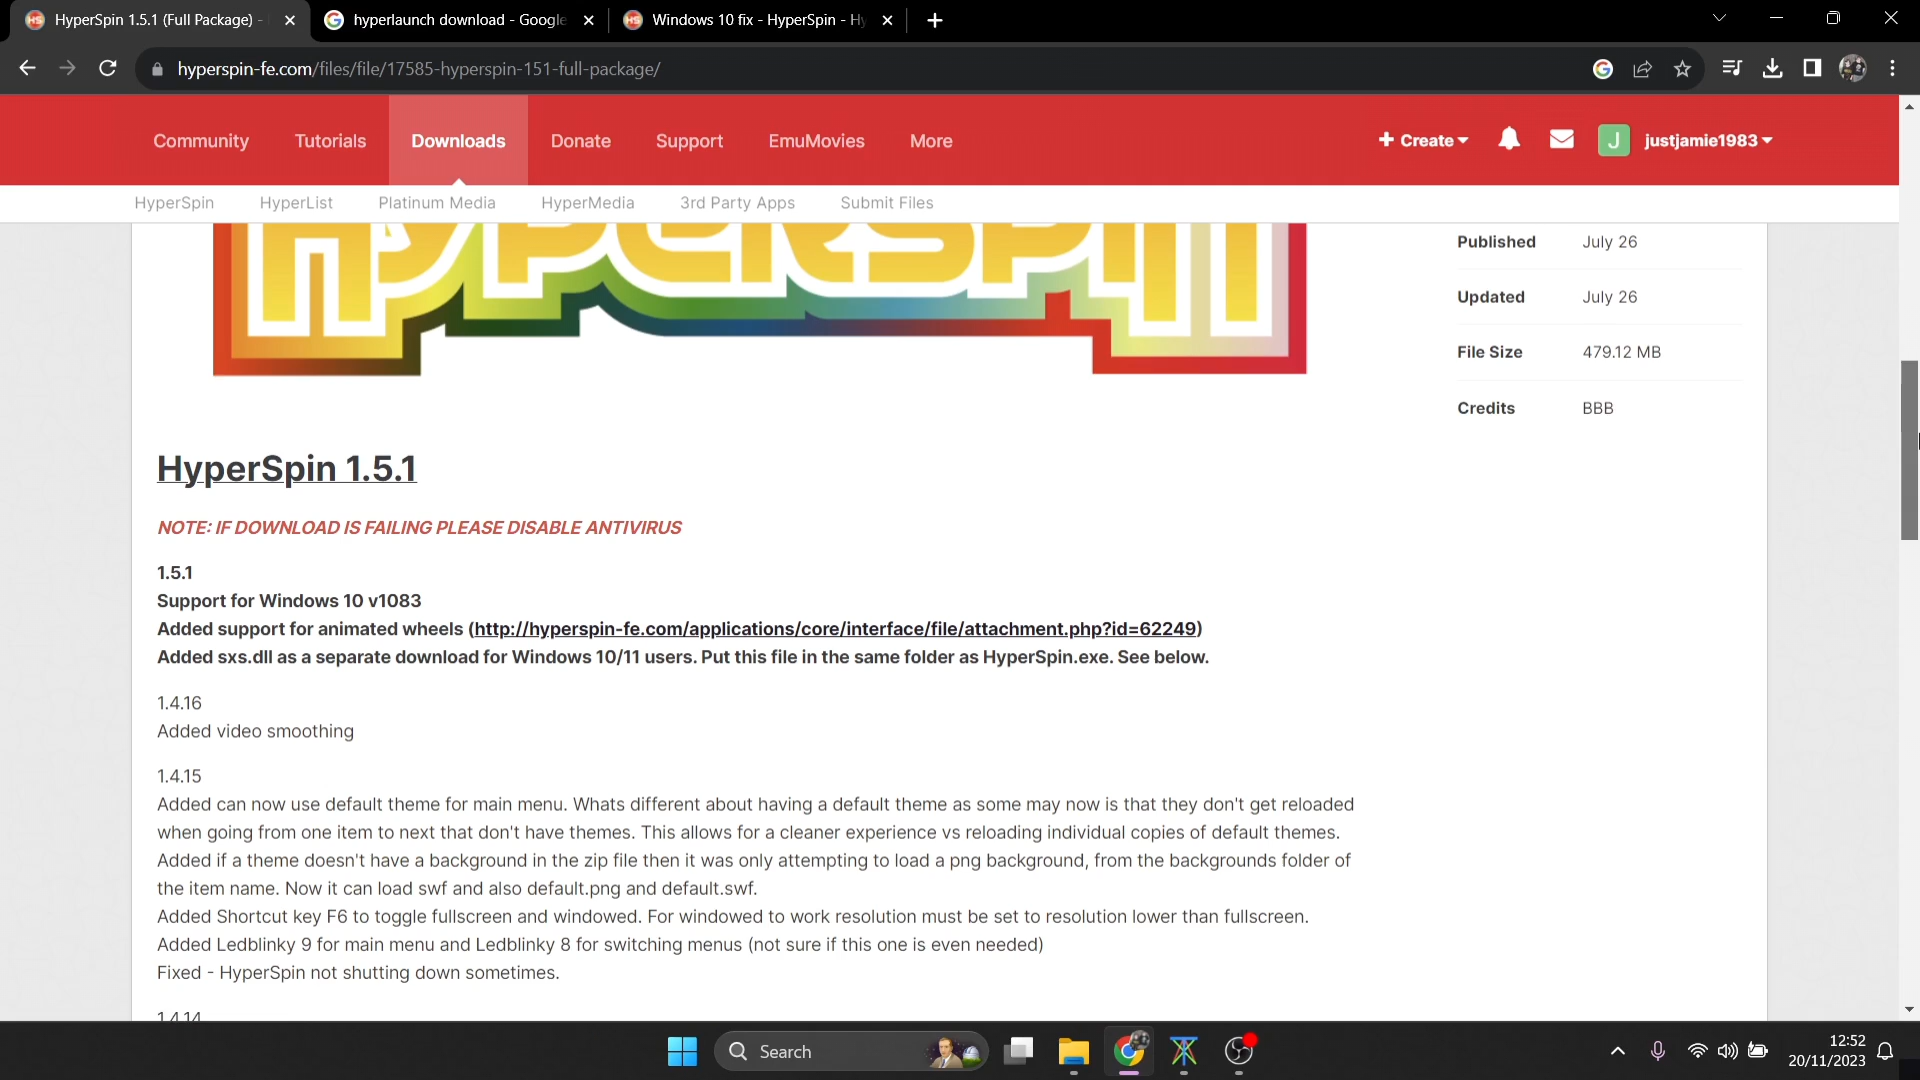 HyperSpin 1.5.1 (Full Package) -
hyperlaunch download - Google
Windows 10 fix - HyperSpin - Hy
hyperspin-fe.com/files/file/17585-hyperspin-151-full-package/
Community
Tutorials
Downloads
Donate
Support
EmuMovies
More
+ Create
J
justjamie1983
HyperSpin
HyperList
Platinum Media
HyperMedia
3rd Party Apps
Submit Files
HYPERSPIN
Published July 26
Updated July 26
File Size 479.12 MB
Credits BBB
HyperSpin 1.5.1
NOTE: IF DOWNLOAD IS FAILING PLEASE DISABLE ANTIVIRUS
1.5.1
Support for Windows 10 v1083
Added support for animated wheels (http://hyperspin-fe.com/applications/core/interface/file/attachment.php?id=62249)
Added sxs.dll as a separate download for Windows 10/11 users. Put this file in the same folder as HyperSpin.exe. See below.
1.4.16
Added video smoothing
1.4.15
Added can now use default theme for main menu. Whats different about having a default theme as some may now is that they don't get reloaded
when going from one item to next that don't have themes. This allows for a cleaner experience vs reloading individual copies of default themes.
Added if a theme doesn't have a background in the zip file then it was only attempting to load a png background, from the backgrounds folder of
the item name. Now it can load swf and also default.png and default.swf.
Added Shortcut key F6 to toggle fullscreen and windowed. For windowed to work resolution must be set to resolution lower than fullscreen.
Added Ledblinky 9 for main menu and Ledblinky 8 for switching menus (not sure if this one is even needed)
Fixed - HyperSpin not shutting down sometimes.
1.4.14
Search
12:52
20/11/2023